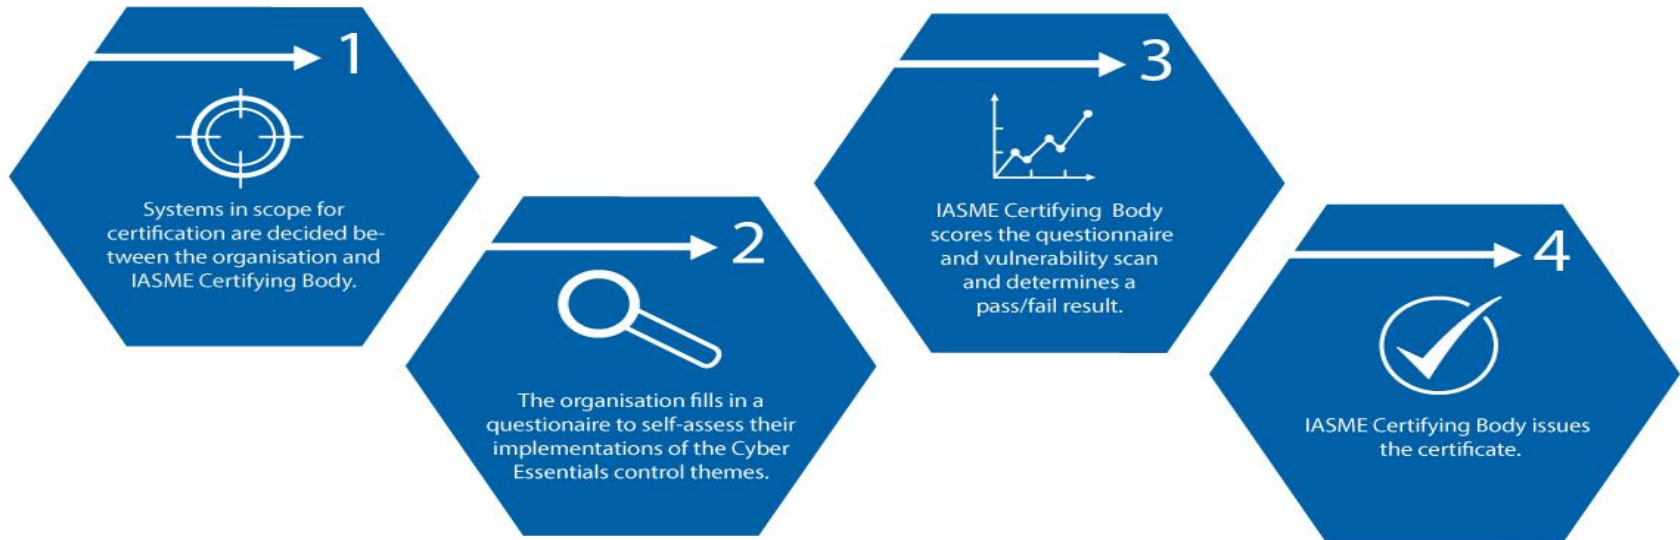 1
Systems in scope for
certification are decided be-
tween the organisation and
IASME Certifying Body.
2
The organisation fills in a
questionaire to self-assess their
implementations of the Cyber
Essentials control themes.
3
IASME Certifying Body
scores the questionnaire
and vulnerability scan
and determines a
pass/fail result.
4
IASME Certifying Body issues
the certificate.